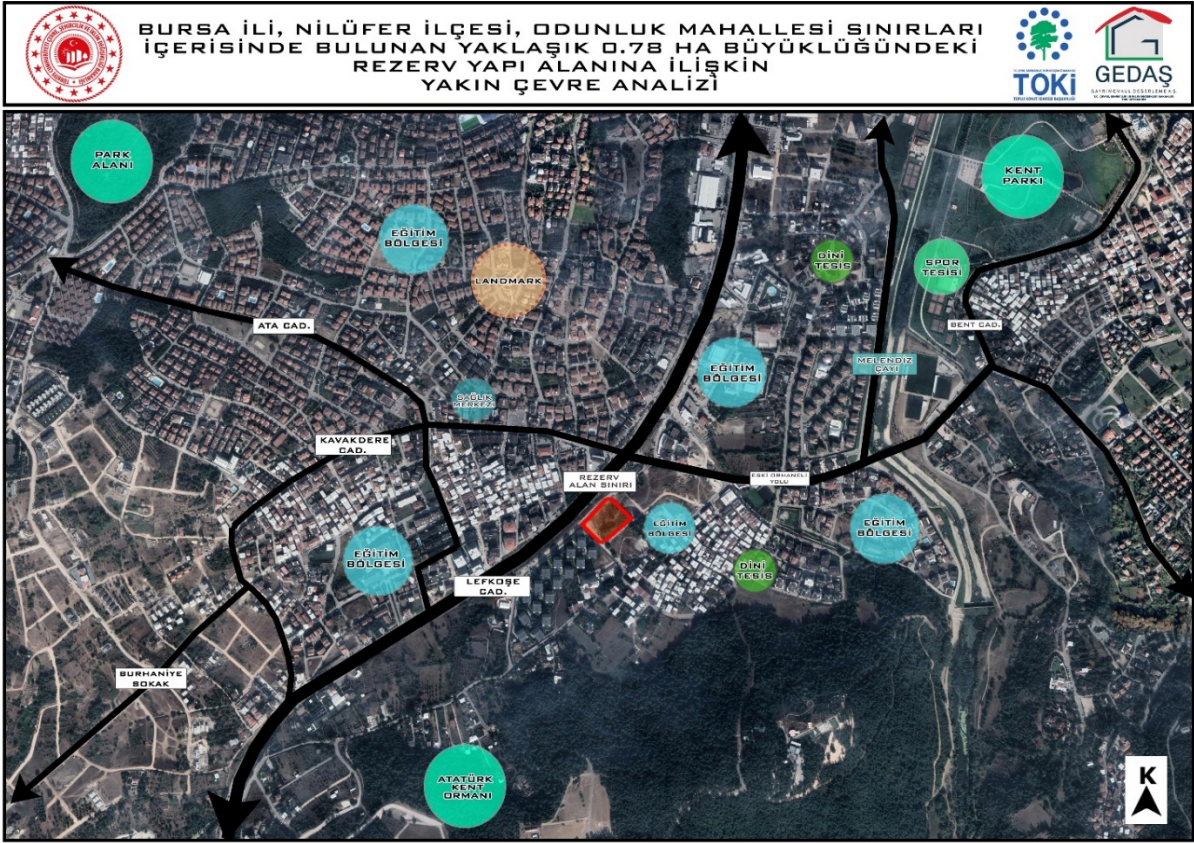 BURSA İLİ, NİLÜFER İLÇESİ, ODUNLUK MAHALLESİ SINIRLARI
İÇERİSİNDE BULUNAN YAKLAŞIK 0.78 HA BÜYÜKLÜĞÜNDEKİ
REZERV YAPI ALANINA İLİŞKİN
YAKIN ÇEVRE ANALİZİ
TOKİ
GEDAŞ
GAYRİMENKUL DEĞERLEME A.Ş.
PARK
ALANI
KENT
PARKI
EĞİTİM
BÖLGESİ
LANDMARK
DİNİ
TESİS
SPOR
TESİSİ
ATA CAD.
BENT CAD.
EĞİTİM
BÖLGESİ
MELENDİZ
ÇAYI
SAĞLIK
MERKEZİ
KAVAKDERE
CAD.
REZERV
ALAN SINIRI
ESKİ ORHANELİ
YOLU
EĞİTİM
BÖLGESİ
EĞİTİM
BÖLGESİ
EĞİTİM
BÖLGESİ
DİNİ
TESİS
LEFKOŞE
CAD.
BURHANİYE
SOKAK
ATATÜRK
KENT
ORMANI
K